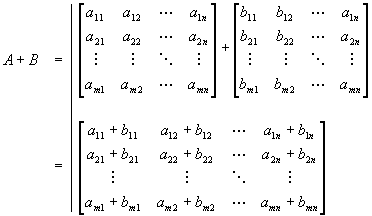 A + B = [ a11 a12 ⋯ a1n ] + [ b11 b12 ⋯ a1n ]
[ a21 a22 ⋯ a2n ] [ b21 b22 ⋯ a2n ]
[ ⋮ ⋮ ⋱ ⋮ ] [ ⋮ ⋮ ⋱ ⋮ ]
[ am1 am2 ⋯ amn ] [ bm1 bm2 ⋯ amn ]
= [ a11 + b11 a12 + b12 ⋯ a1n + b1n ]
[ a21 + b21 a22 + b22 ⋯ a2n + b2n ]
[ ⋮ ⋮ ⋱ ⋮ ]
[ am1 + bm1 am2 + bm2 ⋯ amn + bmn ]